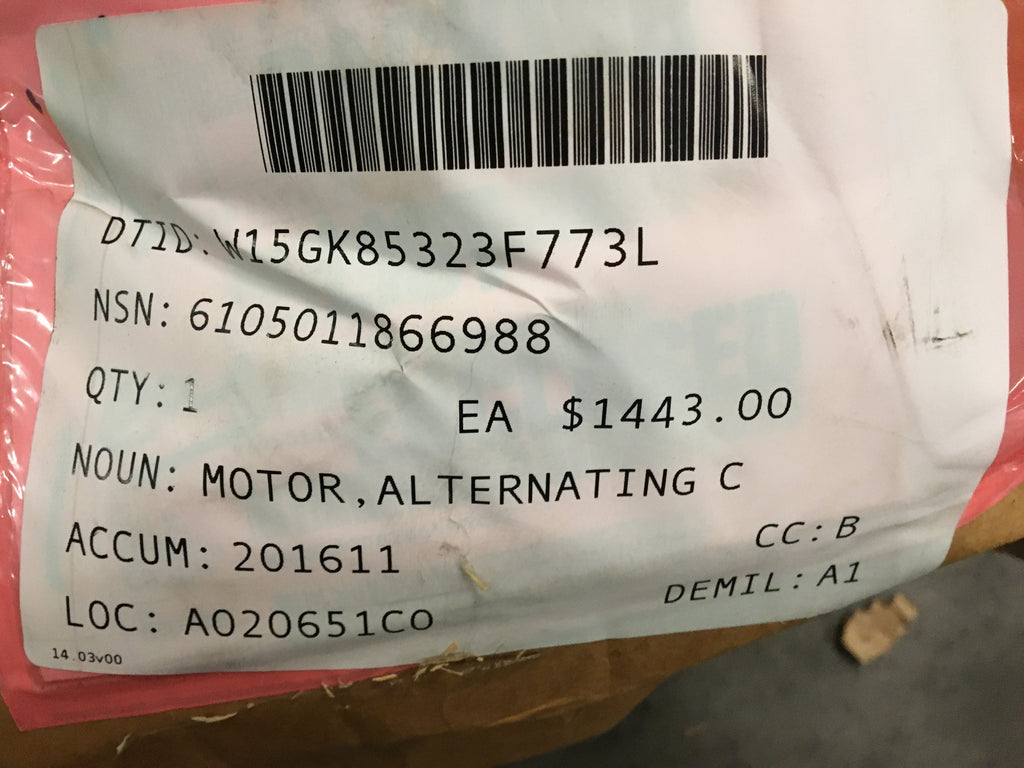 DTID: W15GK85323F773L
NSN: 6105011866988
QTY: 1 EA $1443.00
NOUN: MOTOR,ALTERNATING C
ACCUM: 201611 CC: B
LOC: A020651CO DEMIL: A1
14.03v00